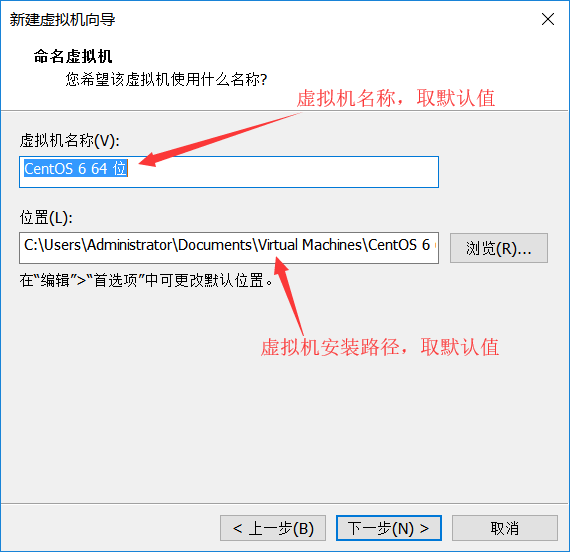 新建虚拟机向导
命名虚拟机
您希望该虚拟机使用什么名称?
虚拟机名称，取默认值
虚拟机名称(V):
CentOS 6 64 位
位置(L):
C:\Users\Administrator\Documents\Virtual Machines\CentOS 6
浏览(R)...
在“编辑”>“首选项”中可更改默认位置。
虚拟机安装路径，取默认值
< 上一步(B)
下一步(N) >
取消